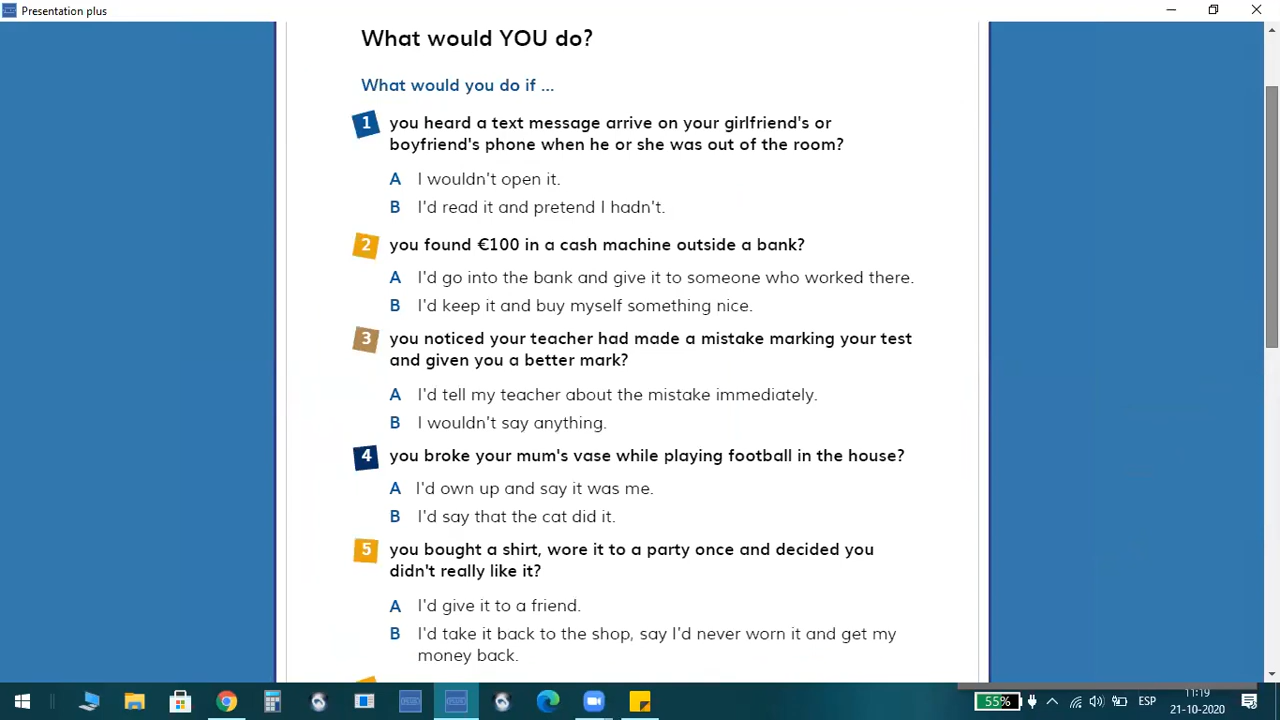 Presentation plus
What would YOU do?
What would you do if ...
1 you heard a text message arrive on your girlfriend's or
boyfriend's phone when he or she was out of the room?
A I wouldn't open it.
B I'd read it and pretend I hadn't.
2 you found €100 in a cash machine outside a bank?
A I'd go into the bank and give it to someone who worked there.
B I'd keep it and buy myself something nice.
3 you noticed your teacher had made a mistake marking your test
and given you a better mark?
A I'd tell my teacher about the mistake immediately.
B I wouldn't say anything.
4 you broke your mum's vase while playing football in the house?
A I'd own up and say it was me.
B I'd say that the cat did it.
5 you bought a shirt, wore it to a party once and decided you
didn't really like it?
A I'd give it to a friend.
B I'd take it back to the shop, say I'd never worn it and get my
money back.
55% ESP 11:19
21-10-2020